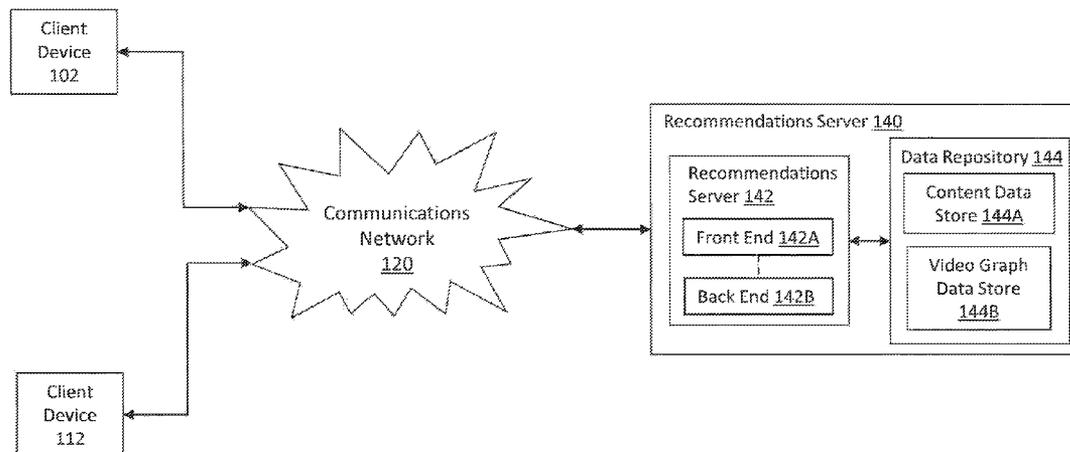 Client
Device
102
Communications
Network
120
Client
Device
112
Recommendations Server 140
Recommendations
Server 142
Front End 142A
Back End 142B
Data Repository 144
Content Data
Store 144A
Video Graph
Data Store
144B